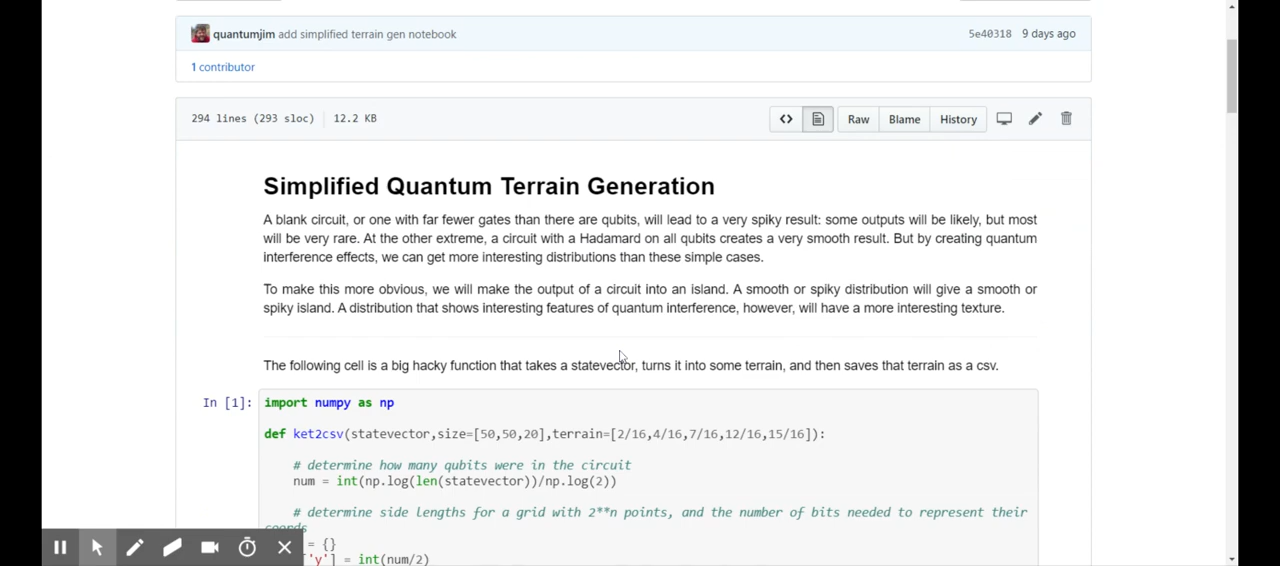 quantumjim add simplified terrain gen notebook 5e40318 9 days ago
1 contributor
294 lines (293 sloc) 12.2 KB Raw Blame History
Simplified Quantum Terrain Generation
A blank circuit, or one with far fewer gates than there are qubits, will lead to a very spiky result: some outputs will be likely, but most
will be very rare. At the other extreme, a circuit with a Hadamard on all qubits creates a very smooth result. But by creating quantum
interference effects, we can get more interesting distributions than these simple cases.
To make this more obvious, we will make the output of a circuit into an island. A smooth or spiky distribution will give a smooth or
spiky island. A distribution that shows interesting features of quantum interference, however, will have a more interesting texture.
The following cell is a big hacky function that takes a statevector, turns it into some terrain, and then saves that terrain as a csv.
In [1]: import numpy as np
def ket2csv(statevector,size=[50,50,20],terrain=[2/16,4/16,7/16,12/16,15/16]):
# determine how many qubits were in the circuit
num = int(np.log(len(statevector))/np.log(2))
# determine side lengths for a grid with 2**n points, and the number of bits needed to represent their
coords
= {}
['y'] = int(num/2)